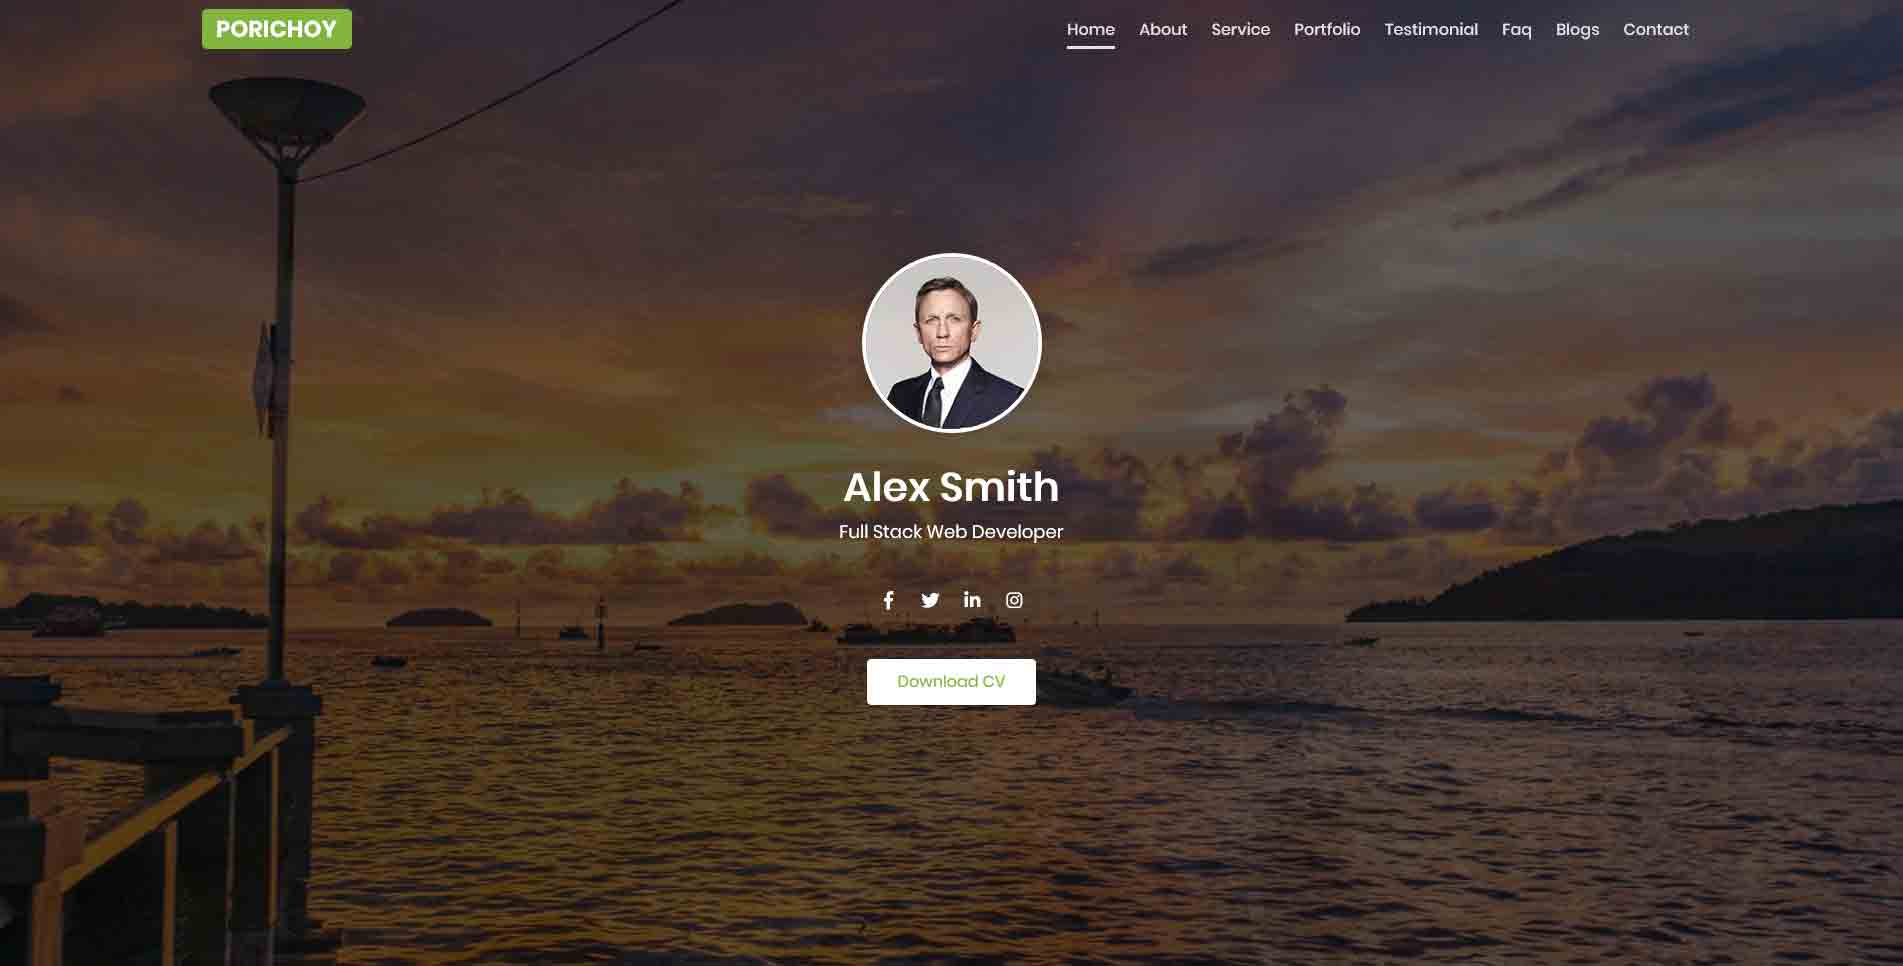 PORICHOY
Home About Service Portfolio Testimonial Faq Blogs Contact
Alex Smith
Full Stack Web Developer
Download CV